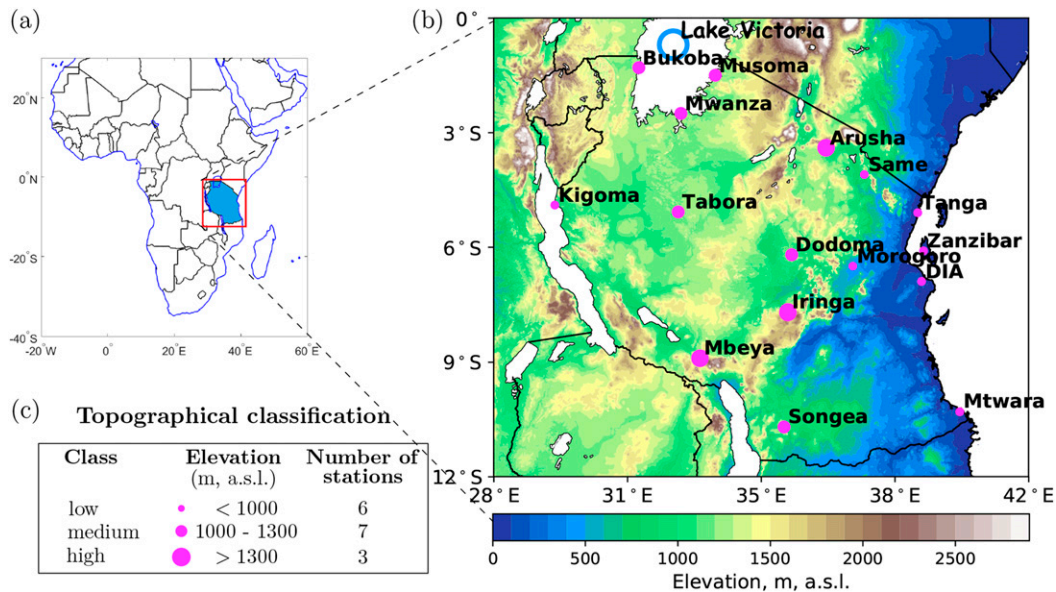 (a)
20°N
0°N
20°S
40°S
20°W
0°E
20°E
40°E
60°E
(b)
0°
3°S
6°S
9°S
12°S
28°E
31°E
35°E
38°E
42°E
Lake Victoria
Bukoba
Musoma
Mwanza
Arusha
Same
Kigoma
Tabora
Tanga
Dodoma
Zanzibar
Morogoro
DIA
Iringa
Mbeya
Mtwara
Songea
0 500 1000 1500 2000 2500
Elevation, m, a.s.l.
(c)
Topographical classification
Class Elevation Number of
(m, a.s.l.) stations
low < 1000 6
medium 1000 - 1300 7
high > 1300 3